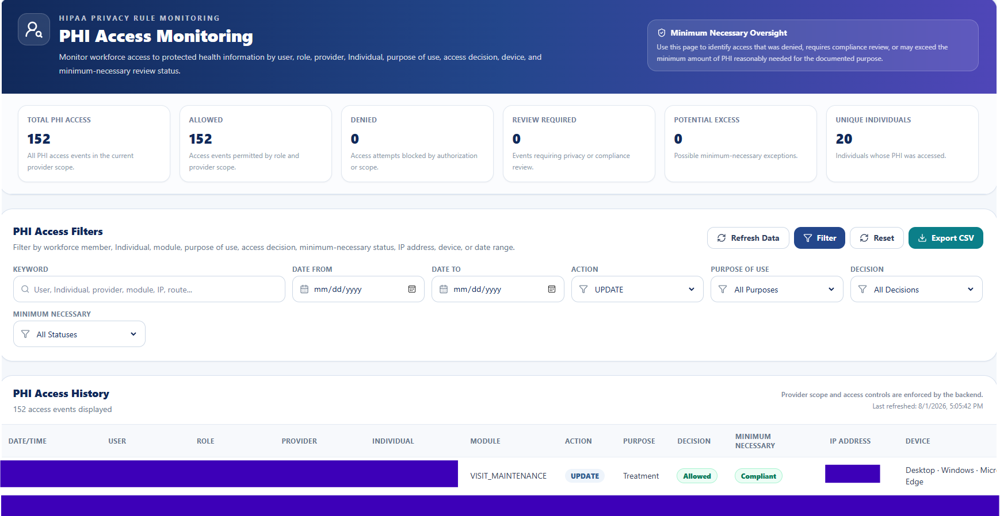 HIPAA PRIVACY RULE MONITORING
PHI Access Monitoring
Monitor workforce access to protected health information by user, role, provider, Individual, purpose of use, access decision, device, and
minimum-necessary review status.
Minimum Necessary Oversight
Use this page to identify access that was denied, requires compliance review, or may exceed the
minimum amount of PHI reasonably needed for the documented purpose.
TOTAL PHI ACCESS
152
All PHI access events in the current
provider scope.
ALLOWED
152
Access events permitted by role and
provider scope.
DENIED
0
Access attempts blocked by authorization
or scope.
REVIEW REQUIRED
0
Events requiring privacy or compliance
review.
POTENTIAL EXCESS
0
Possible minimum-necessary exceptions.
UNIQUE INDIVIDUALS
20
Individuals whose PHI was accessed.
PHI Access Filters
Filter by workforce member, Individual, module, purpose of use, access decision, minimum-necessary status, IP address, device, or date range.
Refresh Data
Filter
Reset
Export CSV
KEYWORD
User, Individual, provider, module, IP, route...
DATE FROM
mm/dd/yyyy
DATE TO
mm/dd/yyyy
ACTION
UPDATE
PURPOSE OF USE
All Purposes
DECISION
All Decisions
MINIMUM NECESSARY
All Statuses
PHI Access History
152 access events displayed
Provider scope and access controls are enforced by the backend.
Last refreshed: 8/1/2026, 5:05:42 PM
DATE/TIME USER ROLE PROVIDER INDIVIDUAL MODULE ACTION PURPOSE DECISION MINIMUM NECESSARY IP ADDRESS DEVICE
VISIT_MAINTENANCE UPDATE Treatment Allowed Compliant Desktop · Windows · Micr
Edge